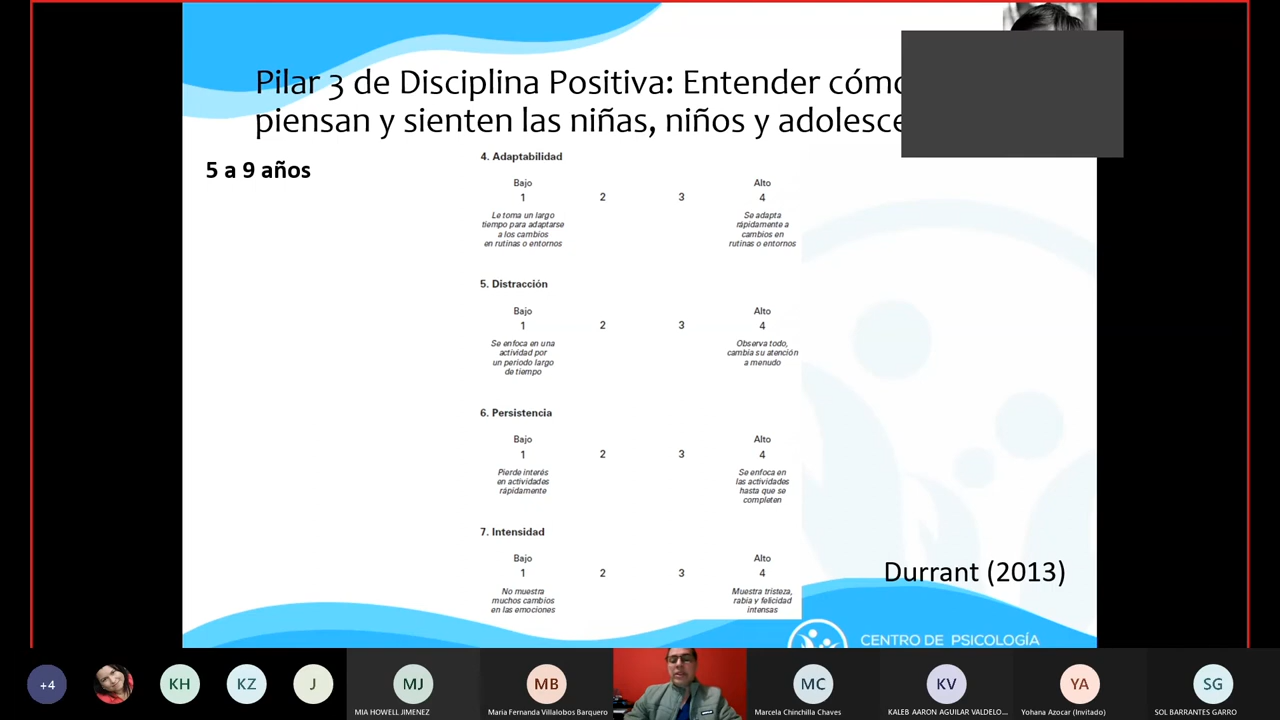 Pilar 3 de Disciplina Positiva: Entender cómo
piensan y sienten las niñas, niños y adolesce
5 a 9 años
4. Adaptabilidad
Bajo Alto
1 2 3 4
Le toma un largo
tiempo para adaptarse
a los cambios
en rutinas o entornos
Se adapta
rápidamente a
cambios en
rutinas o entornos
5. Distracción
Bajo Alto
1 2 3 4
Se enfoca en una
actividad por
un periodo largo
de tiempo
Observa todo,
cambia su atención
a menudo
6. Persistencia
Bajo Alto
1 2 3 4
Pierde interés
en actividades
rápidamente
Se enfoca en
las actividades
hasta que se
completen
7. Intensidad
Bajo Alto
1 2 3 4
No muestra
muchos cambios
en las emociones
Muestra tristeza,
rabia y felicidad
intensas
Durrant (2013)
CENTRO DE PSICOLOGÍA
+4 KH KZ J MJ MB MC KV YA SG
MIA HOWELL JIMENEZ
Maria Fernanda Villalobos Barquero
Marcela Chinchilla Chaves
KALEB AARON AGUILAR VALDELO...
Yohana Azocar (Invitado)
SOL BARRANTES GARRO